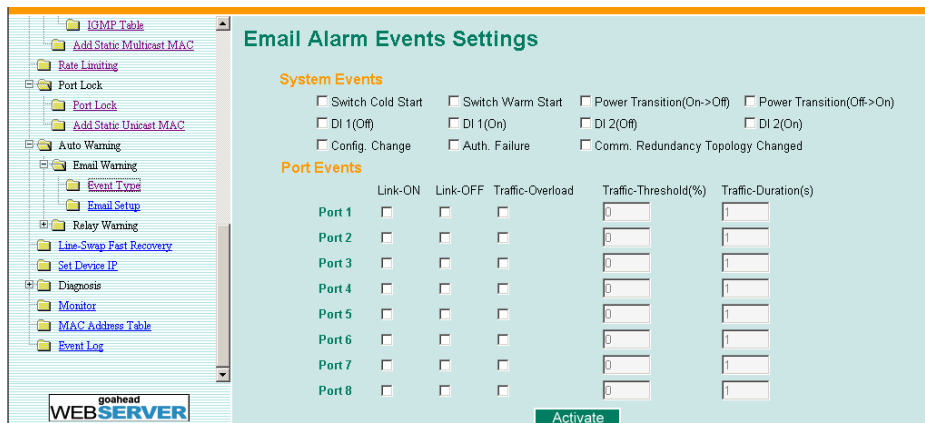 IGMP Table
Add Static Multicast MAC
Rate Limiting
Port Lock
Port Lock
Add Static Unicast MAC
Auto Warning
Email Warning
Event Type
Email Setup
Relay Warning
Line-Swap Fast Recovery
Set Device IP
Diagnosis
Monitor
MAC Address Table
Event Log
goahead
WEBSERVER
Email Alarm Events Settings
System Events
Switch Cold Start Switch Warm Start Power Transition(On->Off) Power Transition(Off->On)
DI 1(Off) DI 1(On) DI 2(Off) DI 2(On)
Config. Change Auth. Failure Comm. Redundancy Topology Changed
Port Events
Link-ON Link-OFF Traffic-Overload Traffic-Threshold(%) Traffic-Duration(s)
Port 1 0 1
Port 2 0 1
Port 3 0 1
Port 4 0 1
Port 5 0 1
Port 6 0 1
Port 7 0 1
Port 8 0 1
Activate